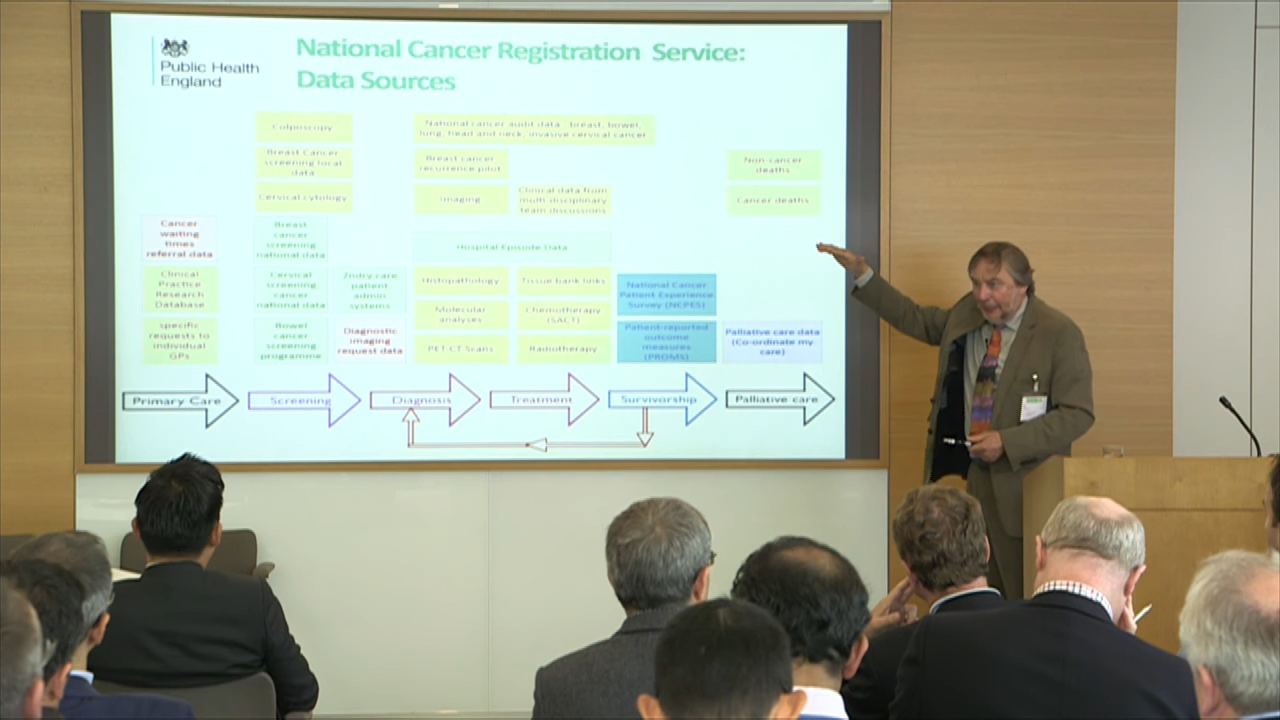 Public Health
England
National Cancer Registration Service:
Data Sources
Colposcopy
National cancer audit data - breast, bowel,
lung, head and neck, invasive cervical cancer
Breast Cancer
screening local
data
Breast cancer
recurrence pilot
Non-cancer
deaths
Cervical cytology
Imaging
Clinical data from
multi-disciplinary
team discussions
Cancer deaths
Cancer
waiting
times
referral data
Breast
cancer
screening
national data
Hospital Episode Data
Clinical
Practice
Research
Database
Cervical
screening
cancer
national data
2ndry care
patient
admin
systems
Histopathology
Tissue bank links
National Cancer
Patient Experience
Survey (NCPES)
Molecular
analyses
Chemotherapy
(SACT)
specific
requests to
individual
GPs
Bowel
cancer
screening
programme
Diagnostic
imaging
request data
PET-CT Scans
Radiotherapy
Patient-reported
outcome
measures
(PROMS)
Palliative care data
(Co-ordinate my
care)
Primary Care
Screening
Diagnosis
Treatment
Survivorship
Palliative care